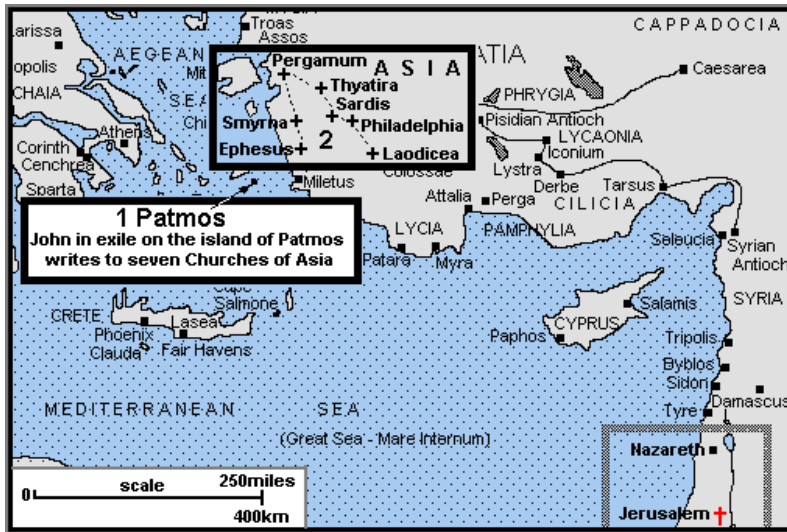 Larissa
Troas
Assos
CAPPADOCIA
AEGEAN
SEA
Pergamum
ASIA
Thyatira
Sardis
Smyrna
Philadelphia
2
Ephesus
Laodicea
Caesarea
PHRYGIA
Pisidian Antioch
LYCAONIA
Iconium
Lystra
Derbe
Tarsus
CILICIA
Athens
Corinth
Cenchrea
Sparta
Miletus
Colossae
Attalia
Perga
PAMPHYLIA
LYCIA
Patara
Myra
Seleucia
Syrian
Antioch
SYRIA
1 Patmos
John in exile on the island of Patmos
writes to seven Churches of Asia
Salmone
CRETE
Phoenix
Lasea
Clauda
Fair Havens
Salamis
CYPRUS
Paphos
Tripolis
Byblos
Sidon
Damascus
Tyre
MEDITERRANEAN SEA
(Great Sea - Mare Internum)
Nazareth
Jerusalem
scale
0
250miles
400km